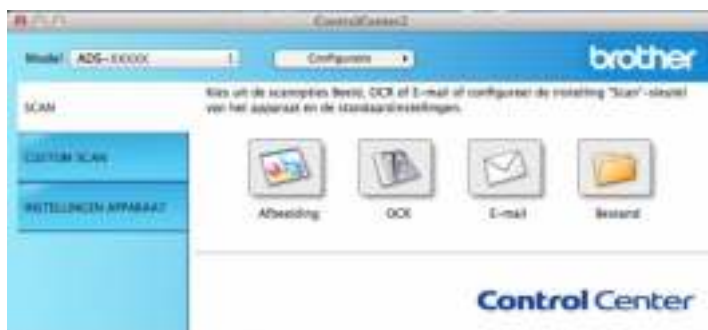 ControlCenter2
Model ADS-XXXXX
Configureren
brother
SCAN
Kies uit de scanopties Beeld, OCR of E-mail of configureer de instelling "Scan"-sleutel
van het apparaat en de standaardinstellingen.
CUSTOM SCAN
INSTELLINGEN APPARAAT
Afbeelding
OCR
E-mail
Bestand
Control Center